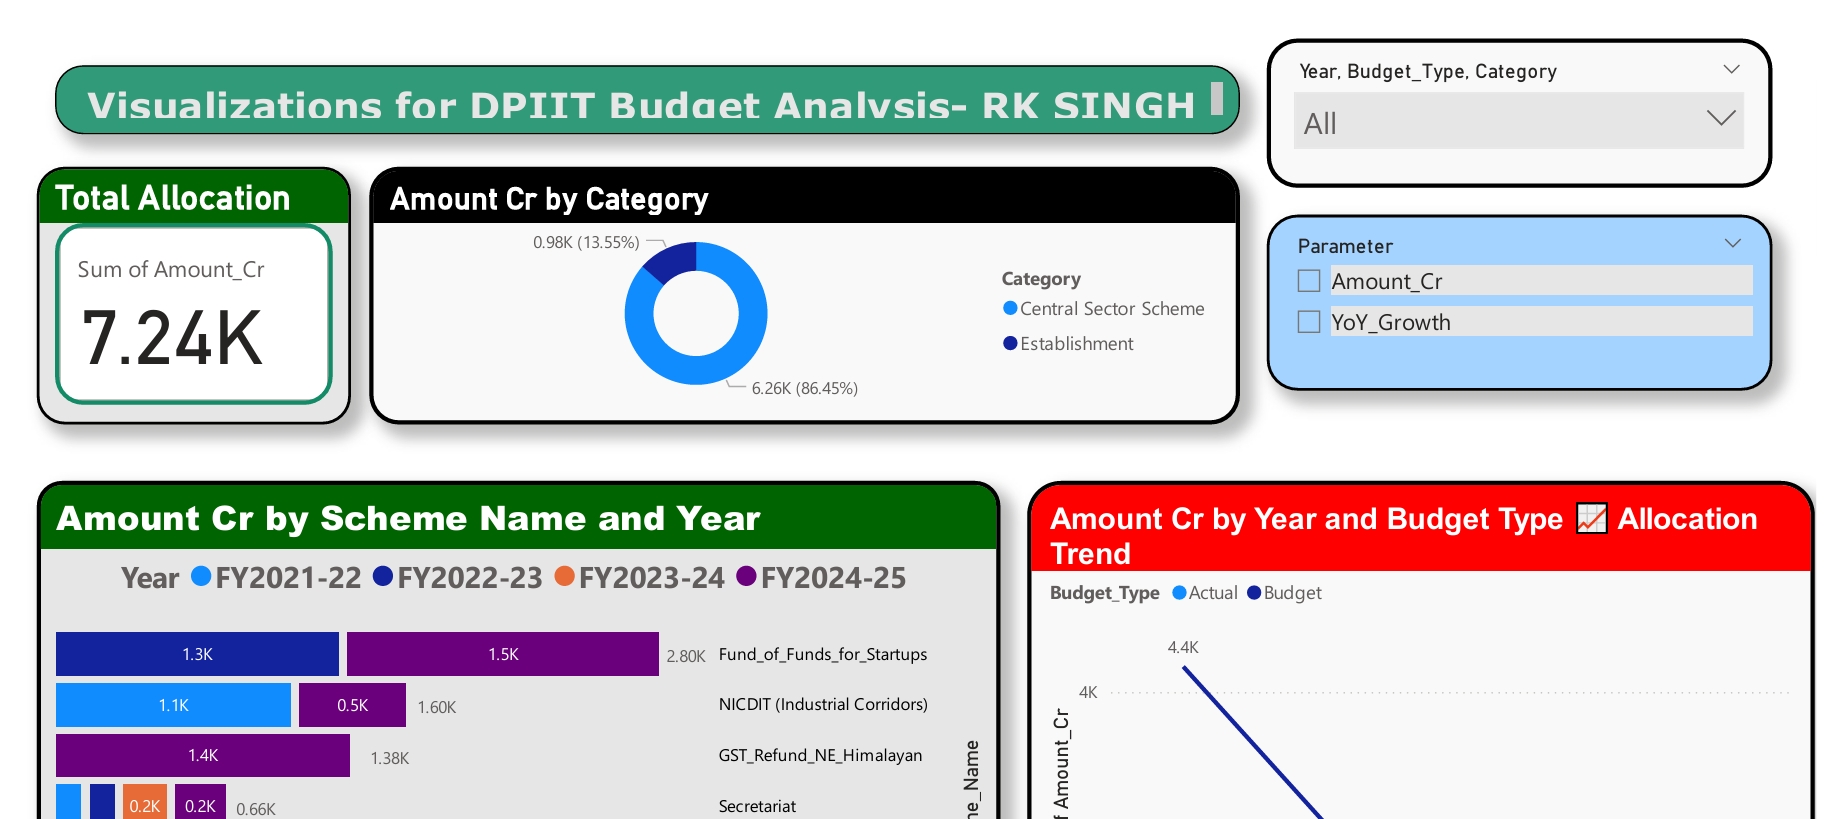 Visualizations for DPIIT Budget Analysis- RK SINGH
Year, Budget_Type, Category
All
Total Allocation
Sum of Amount_Cr
7.24K
Amount Cr by Category
0.98K (13.55%)
6.26K (86.45%)
Category
Central Sector Scheme
Establishment
Parameter
Amount_Cr
YoY_Growth
Amount Cr by Scheme Name and Year
Year FY2021-22 FY2022-23 FY2023-24 FY2024-25
1.3K 1.5K 2.80K Fund_of_Funds_for_Startups
1.1K 0.5K 1.60K NICDIT (Industrial Corridors)
1.4K 1.38K GST_Refund_NE_Himalayan
0.2K 0.2K 0.66K Secretariat
ne_Name
Amount Cr by Year and Budget Type 📈 Allocation
Trend
Budget_Type Actual Budget
4.4K
4K
f Amount_Cr